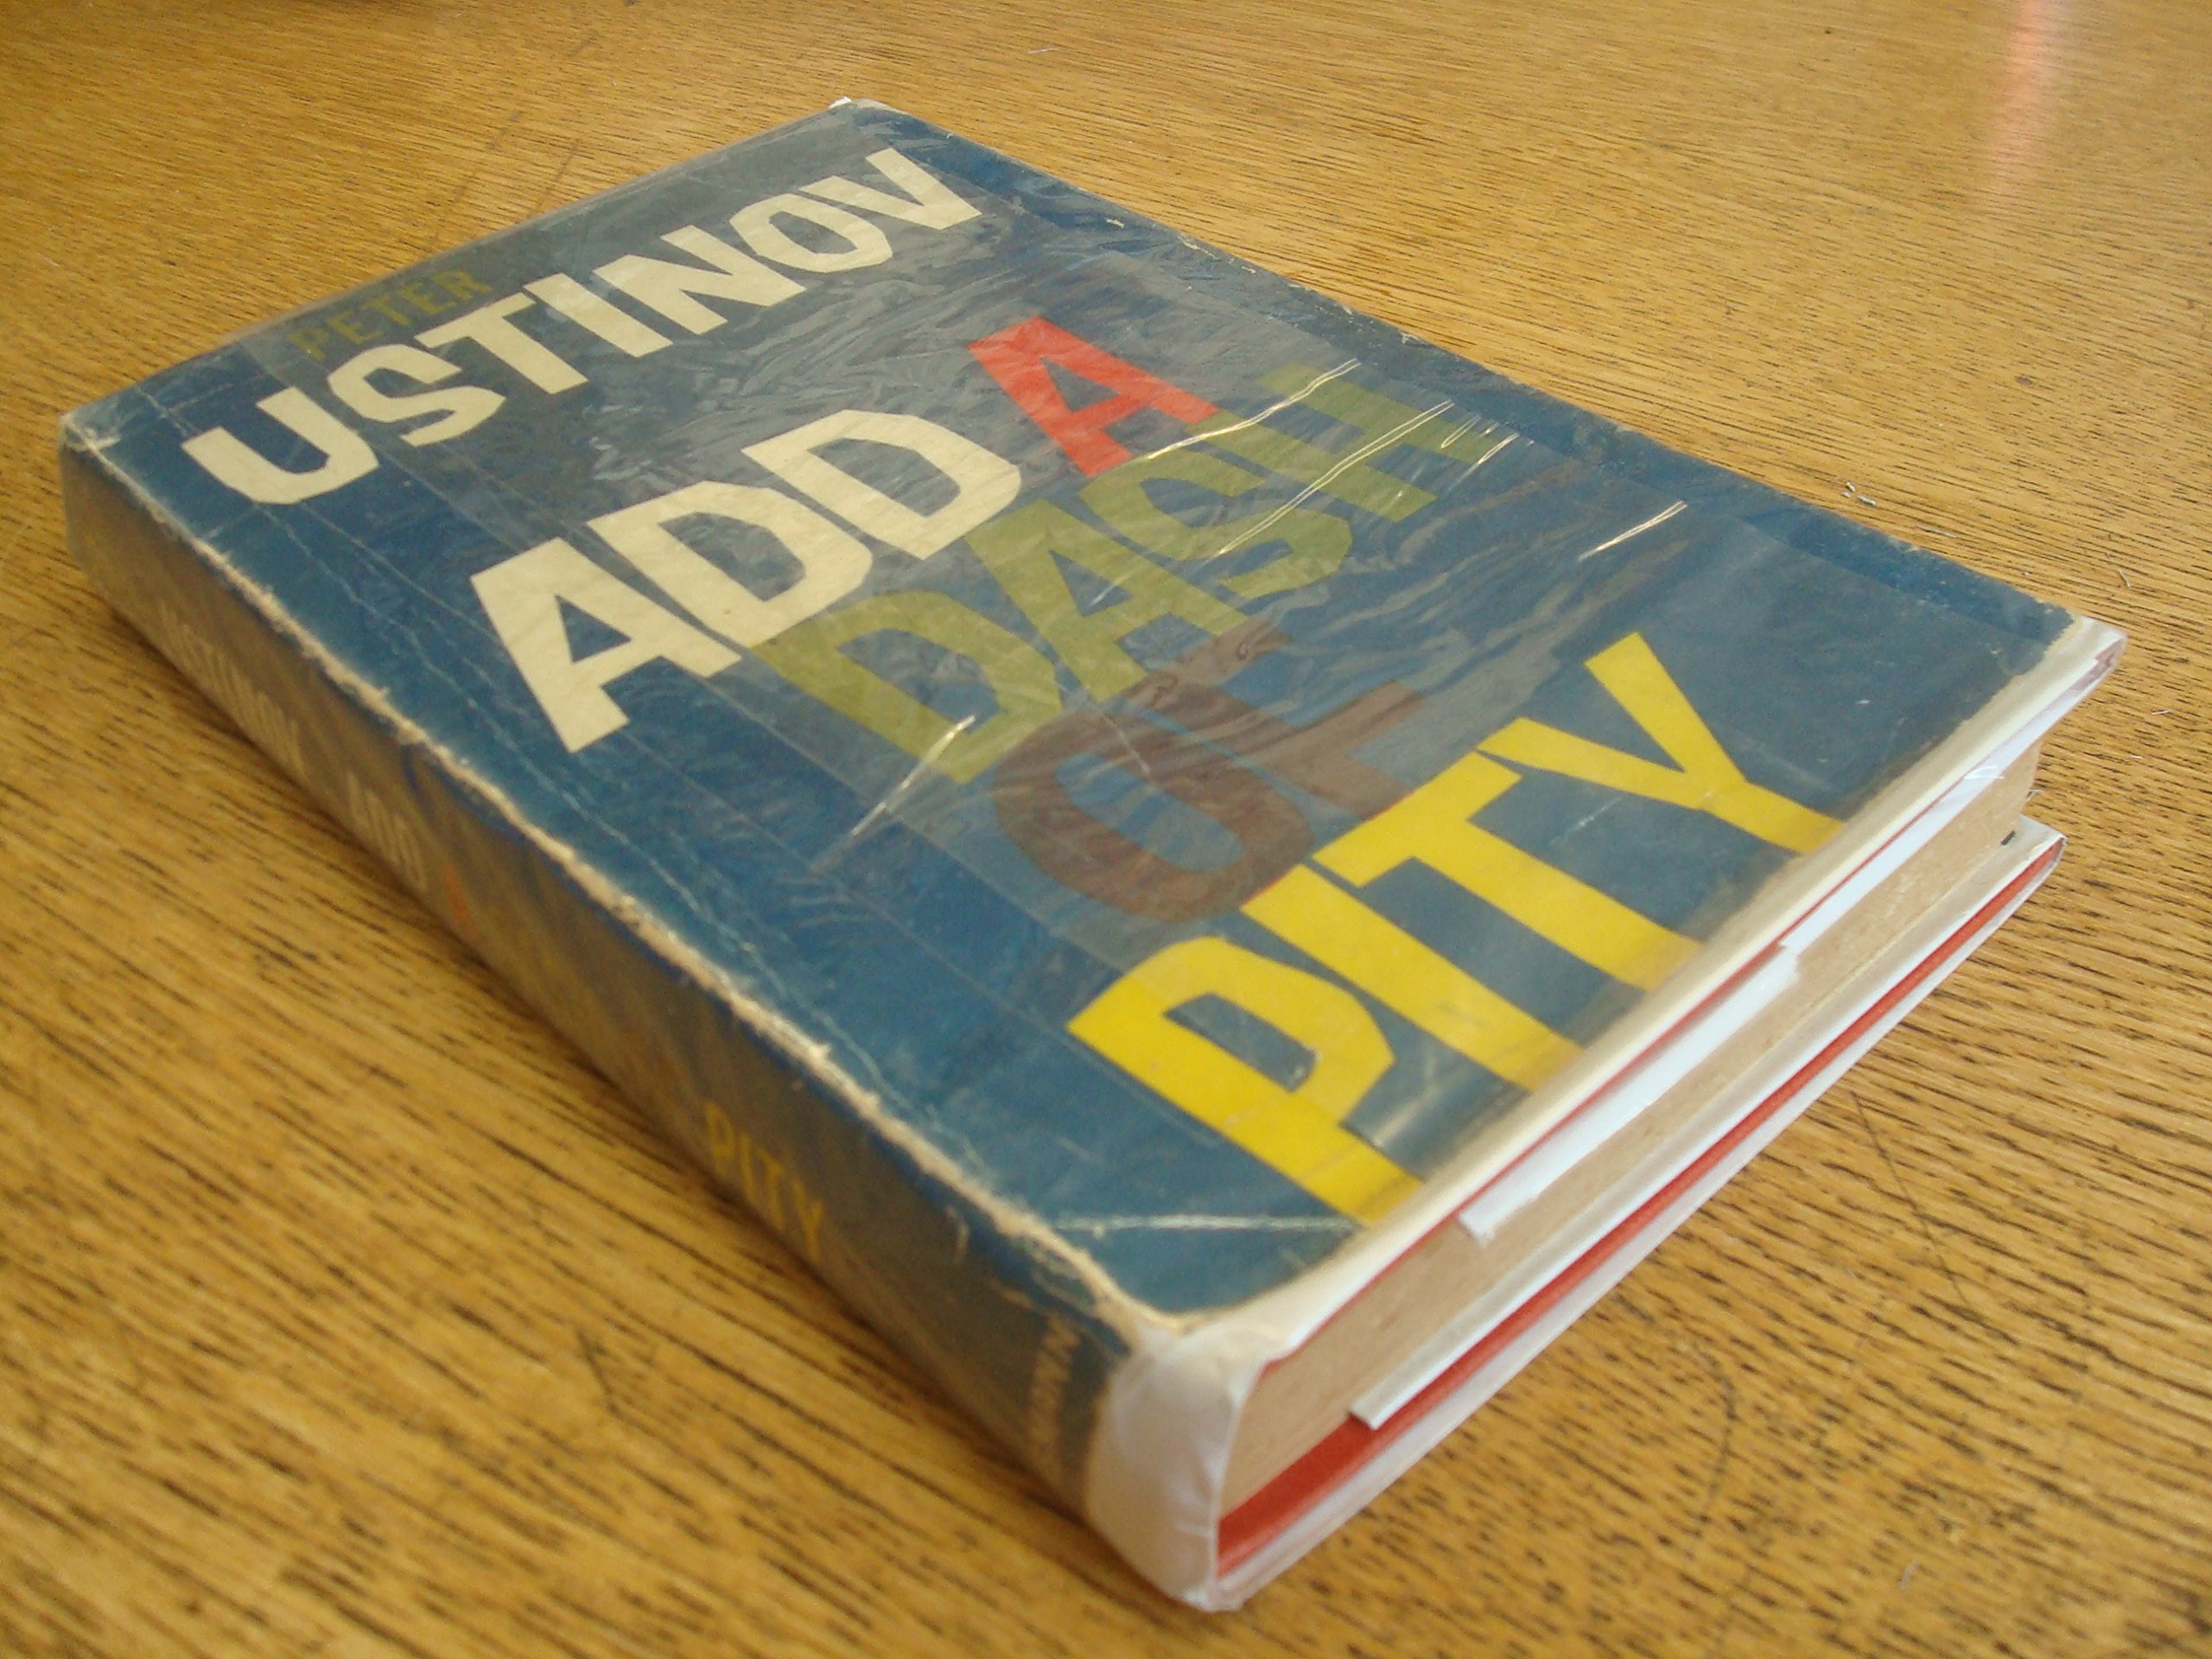 PETER
USTINOV
ADD A
DASH
OF
PITY
USTINOV ADD A PITY